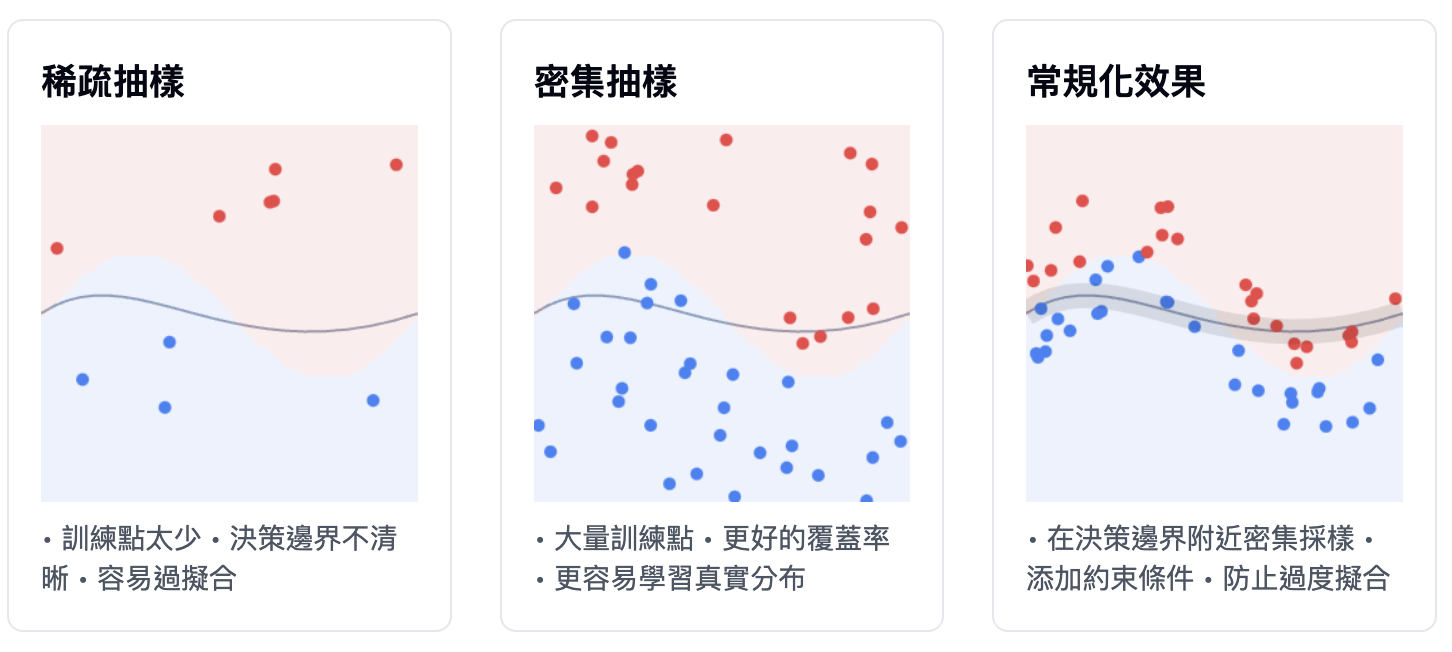 稀疏抽樣
• 訓練點太少 • 決策邊界不清
晰 • 容易過擬合
密集抽樣
• 大量訓練點 • 更好的覆蓋率
• 更容易學習真實分布
常規化效果
• 在決策邊界附近密集採樣 •
添加約束條件 • 防止過度擬合